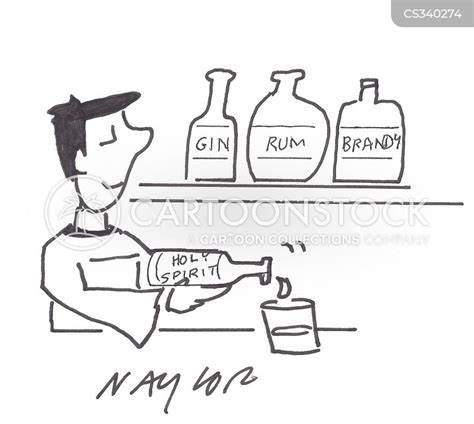 CS340274
GIN
RUM
BRANDY
CARTOONSTOCK
A CARTOON COLLECTIONS COMPANY
HOLY
SPIRIT
NAYLOR